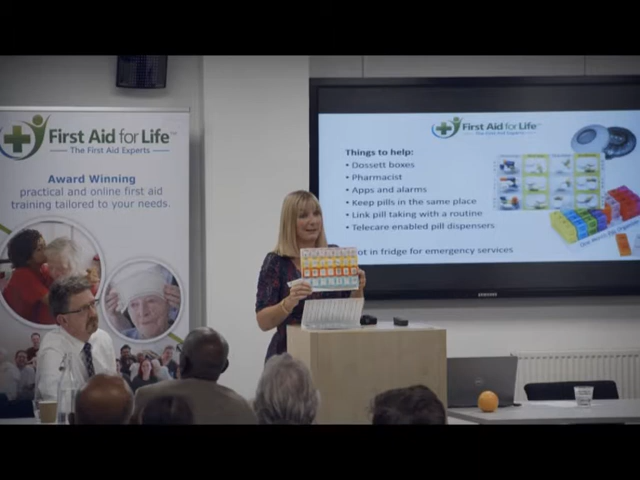 First Aid for Life
The First Aid Experts
Award Winning
practical and online first aid
training tailored to your needs.
First Aid for Life
Things to help:
• Dossett boxes
• Pharmacist
• Apps and alarms
• Keep pills in the same place
• Link pill taking with a routine
• Telecare enabled pill dispensers
in fridge for emergency services
SAMSUNG